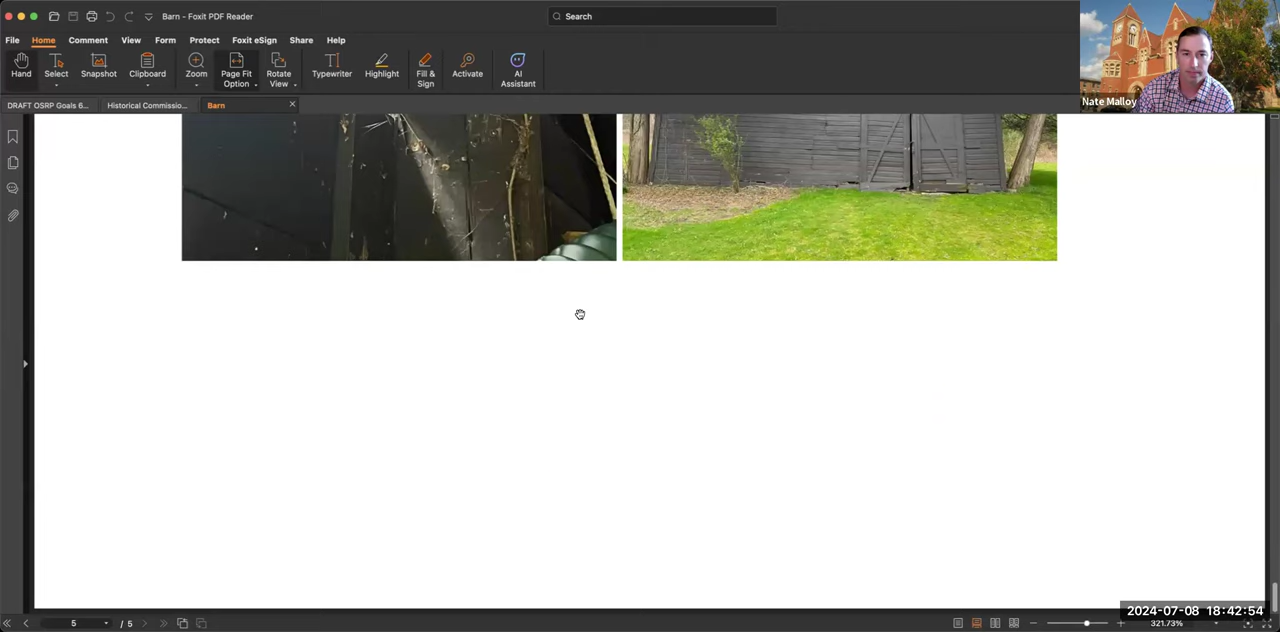 Barn - Foxit PDF Reader
Search
File Home Comment View Form Protect Foxit eSign Share Help
Hand Select Snapshot Clipboard Zoom Page Fit Option Rotate View Typewriter Highlight Fill & Sign Activate AI Assistant
Nate Malloy
DRAFT OSRP Goals 6... Historical Commissio... Barn
2024-07-08 18:42:54
5 / 5 321.73%